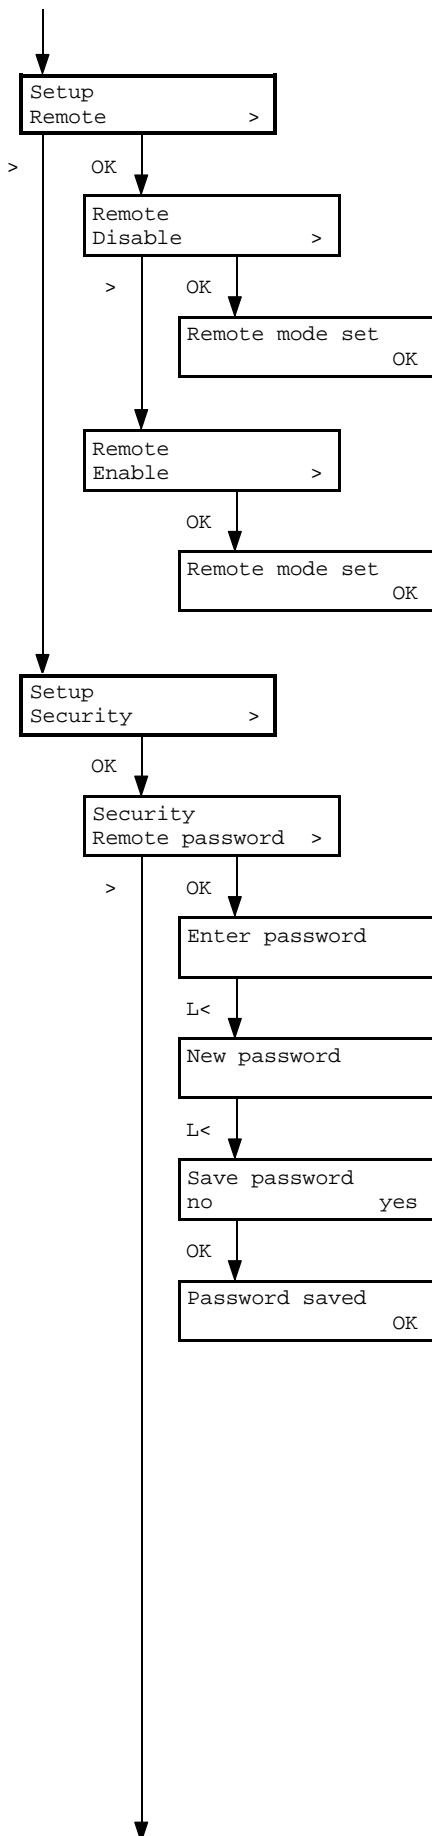 Setup
Remote >
> OK
Remote
Disable >
> OK
Remote mode set
OK
Remote
Enable >
OK
Remote mode set
OK
Setup
Security >
OK
Security
Remote password >
> OK
Enter password
L<
New password
L<
Save password
no yes
OK
Password saved
OK